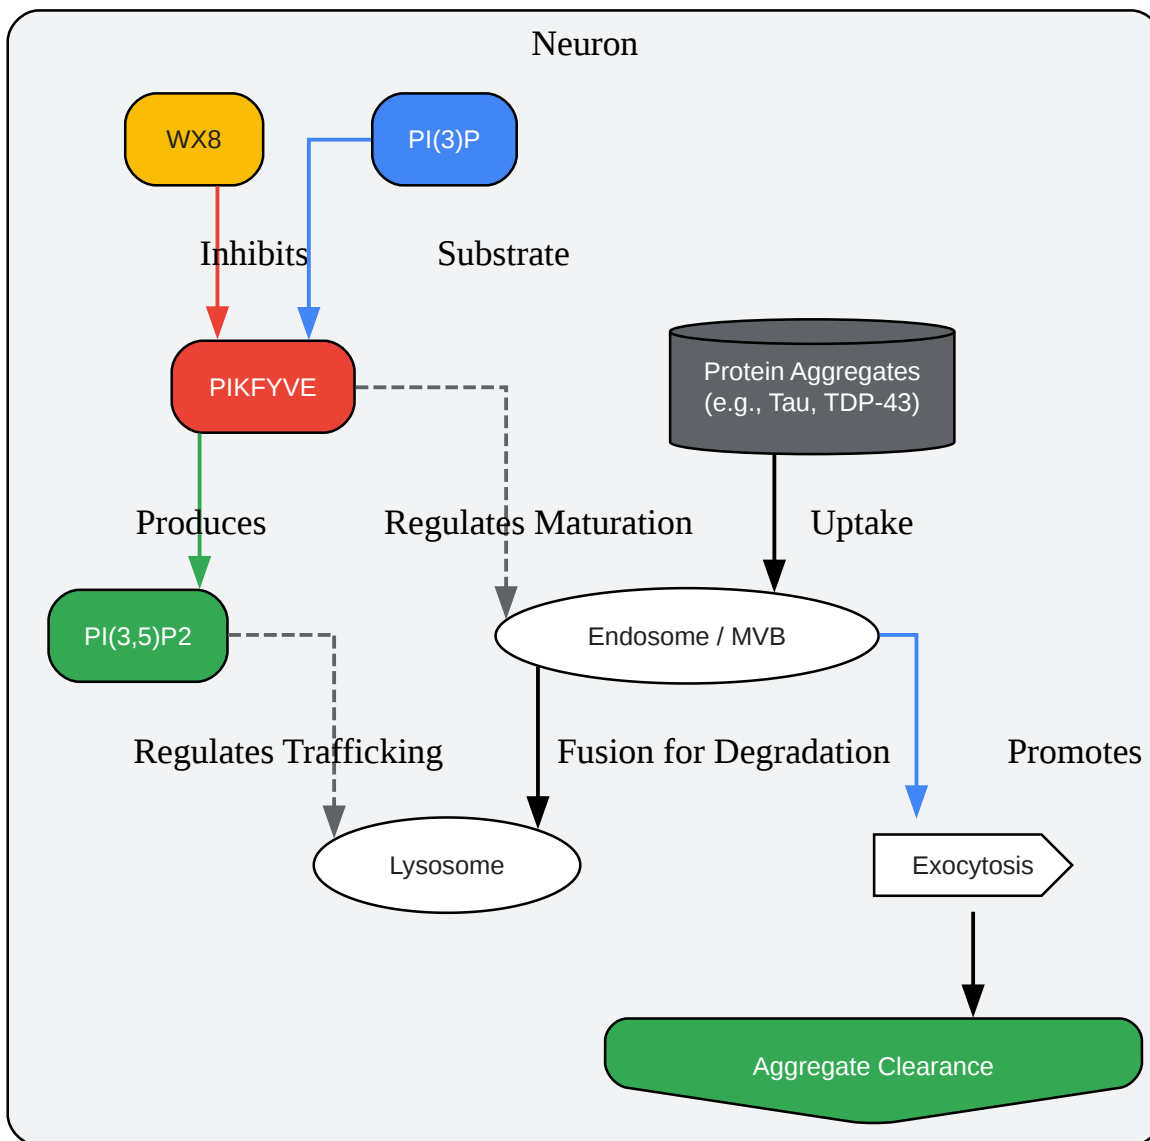 Neuron
WX8
PI(3)P
Inhibits
Substrate
PIKFYVE
Protein Aggregates
(e.g., Tau, TDP-43)
Produces
Regulates Maturation
Uptake
PI(3,5)P2
Endosome / MVB
Regulates Trafficking
Fusion for Degradation
Promotes
Lysosome
Exocytosis
Aggregate Clearance